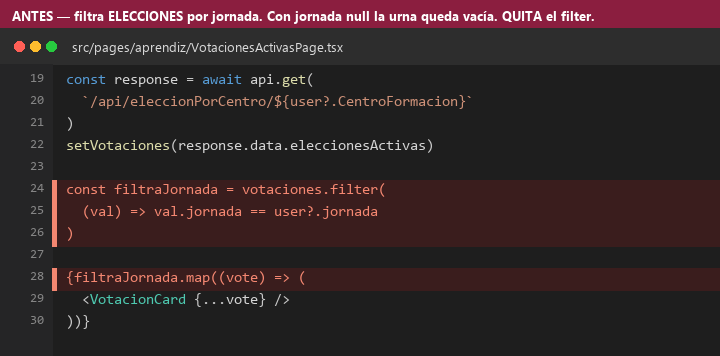 ANTES — filtra ELECCIONES por jornada. Con jornada null la urna queda vacía. QUITA el filter.
src/pages/aprendiz/VotacionesActivasPage.tsx
19 const response = await api.get(
20 `/api/eleccionPorCentro/${user?.CentroFormacion}`
21 )
22 setVotaciones(response.data.eleccionesActivas)
23
24 const filtraJornada = votaciones.filter(
25 (val) => val.jornada == user?.jornada
26 )
27
28 {filtraJornada.map((vote) => (
29 <VotacionCard {...vote} />
30 ))}